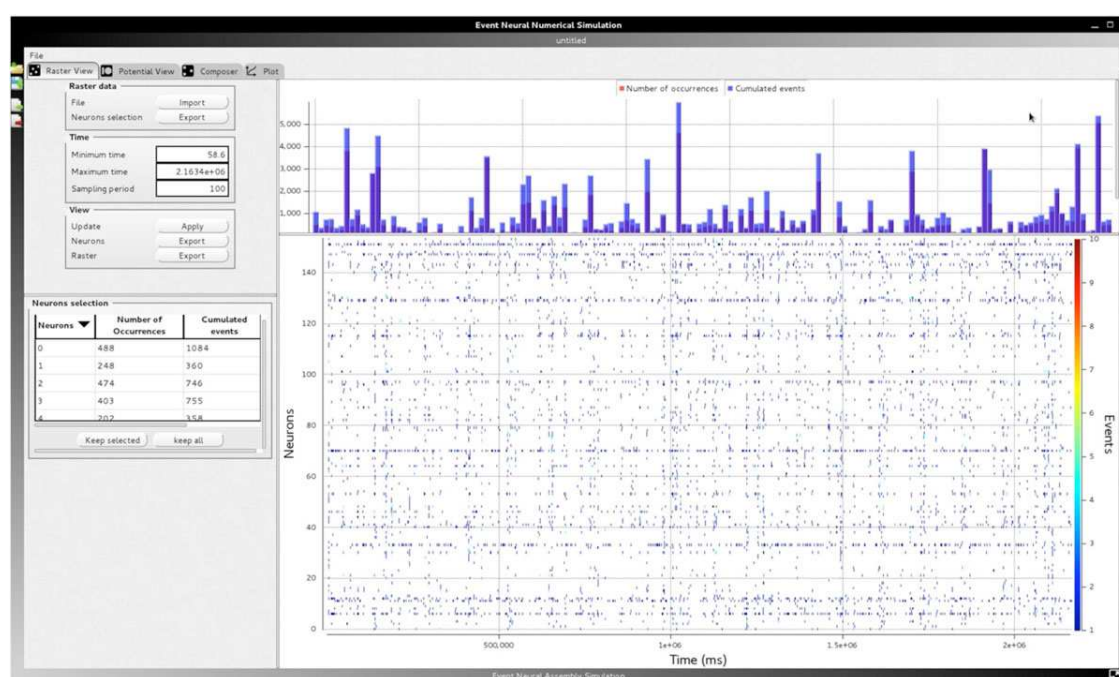 Event Neural Numerical Simulation
untitled
File
Raster View Potential View Composer Plot
Raster data
File Import
Neurons selection Export
Time
Minimum time 58.6
Maximum time 2.1634e+06
Sampling period 100
View
Update Apply
Neurons Export
Raster Export
Neurons selection
Neurons Number of Occurrences Cumulated events
0 488 1084
1 248 360
2 474 746
3 403 755
4 202 358
Keep selected keep all
Number of occurrences Cumulated events
5,000
4,000
3,000
2,000
1,000
Neurons
140
120
100
80
60
40
20
0
500,000 1e+06 1.5e+06 2e+06
Time (ms)
10
9
8
7
6
5
4
3
2
1
Events
Event Neural Assembly Simulation